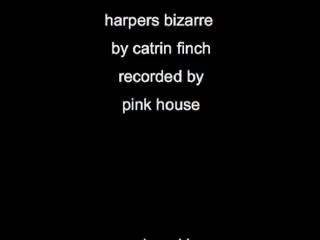 harpers bizarre
by catrin finch
recorded by
pink house